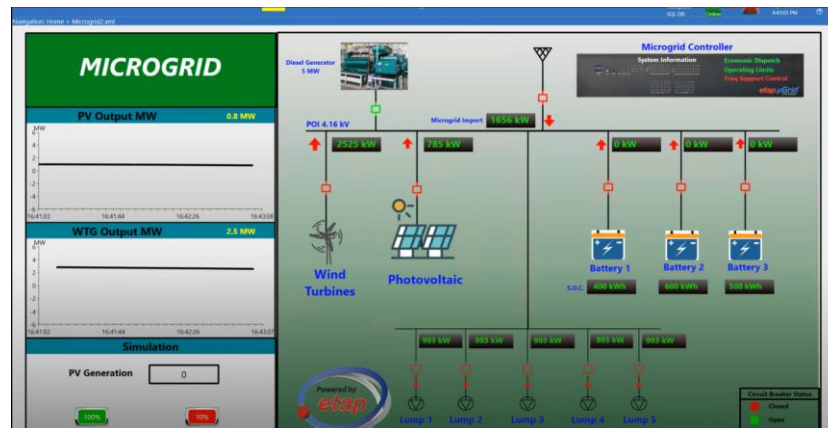 SQL DB
Online
4:43:03 PM
Navigation: Home > Microgrid2.xml
MICROGRID
PV Output MW
0.8 MW
MW
6
4
2
0
-2
-4
-6
16:41:03
16:41:44
16:42:26
16:43:08
WTG Output MW
2.5 MW
MW
6
4
2
0
-2
-4
-6
16:41:02
16:41:44
16:42:26
16:43:07
Simulation
PV Generation
0
100%
10%
Diesel Generator
5 MW
POI 4.16 kV
Microgrid Import
1656 kW
Microgrid Controller
System Information
Economic Dispatch
Operating Limits
Freq Support Control
etap μGrid
2525 kW
785 kW
0 kW
0 kW
0 kW
Wind
Turbines
Photovoltaic
Battery 1
Battery 2
Battery 3
S.O.C.
400 kWh
600 kWh
500 kWh
993 kW
993 kW
993 kW
993 kW
993 kW
Powered by
etap
Lump 1
Lump 2
Lump 3
Lump 4
Lump 5
Circuit Breaker Status
Closed
Open